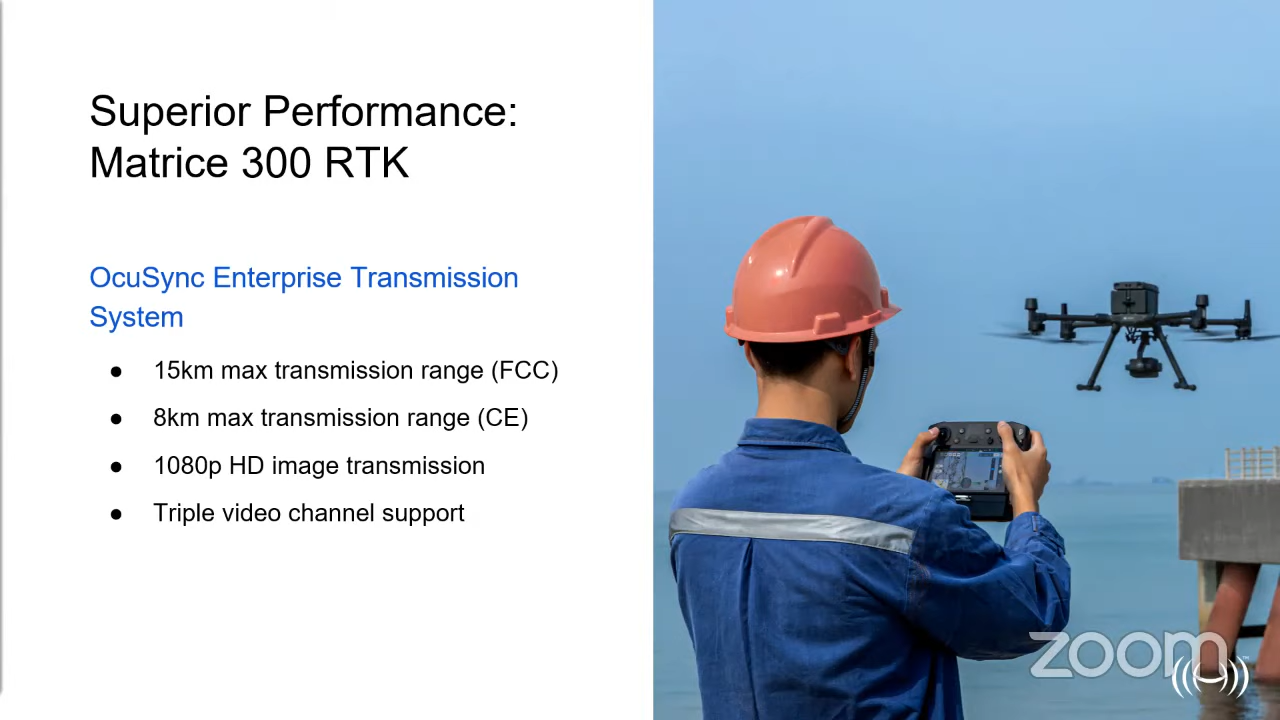 Superior Performance:
Matrice 300 RTK
OcuSync Enterprise Transmission
System
● 15km max transmission range (FCC)
● 8km max transmission range (CE)
● 1080p HD image transmission
● Triple video channel support
zoom